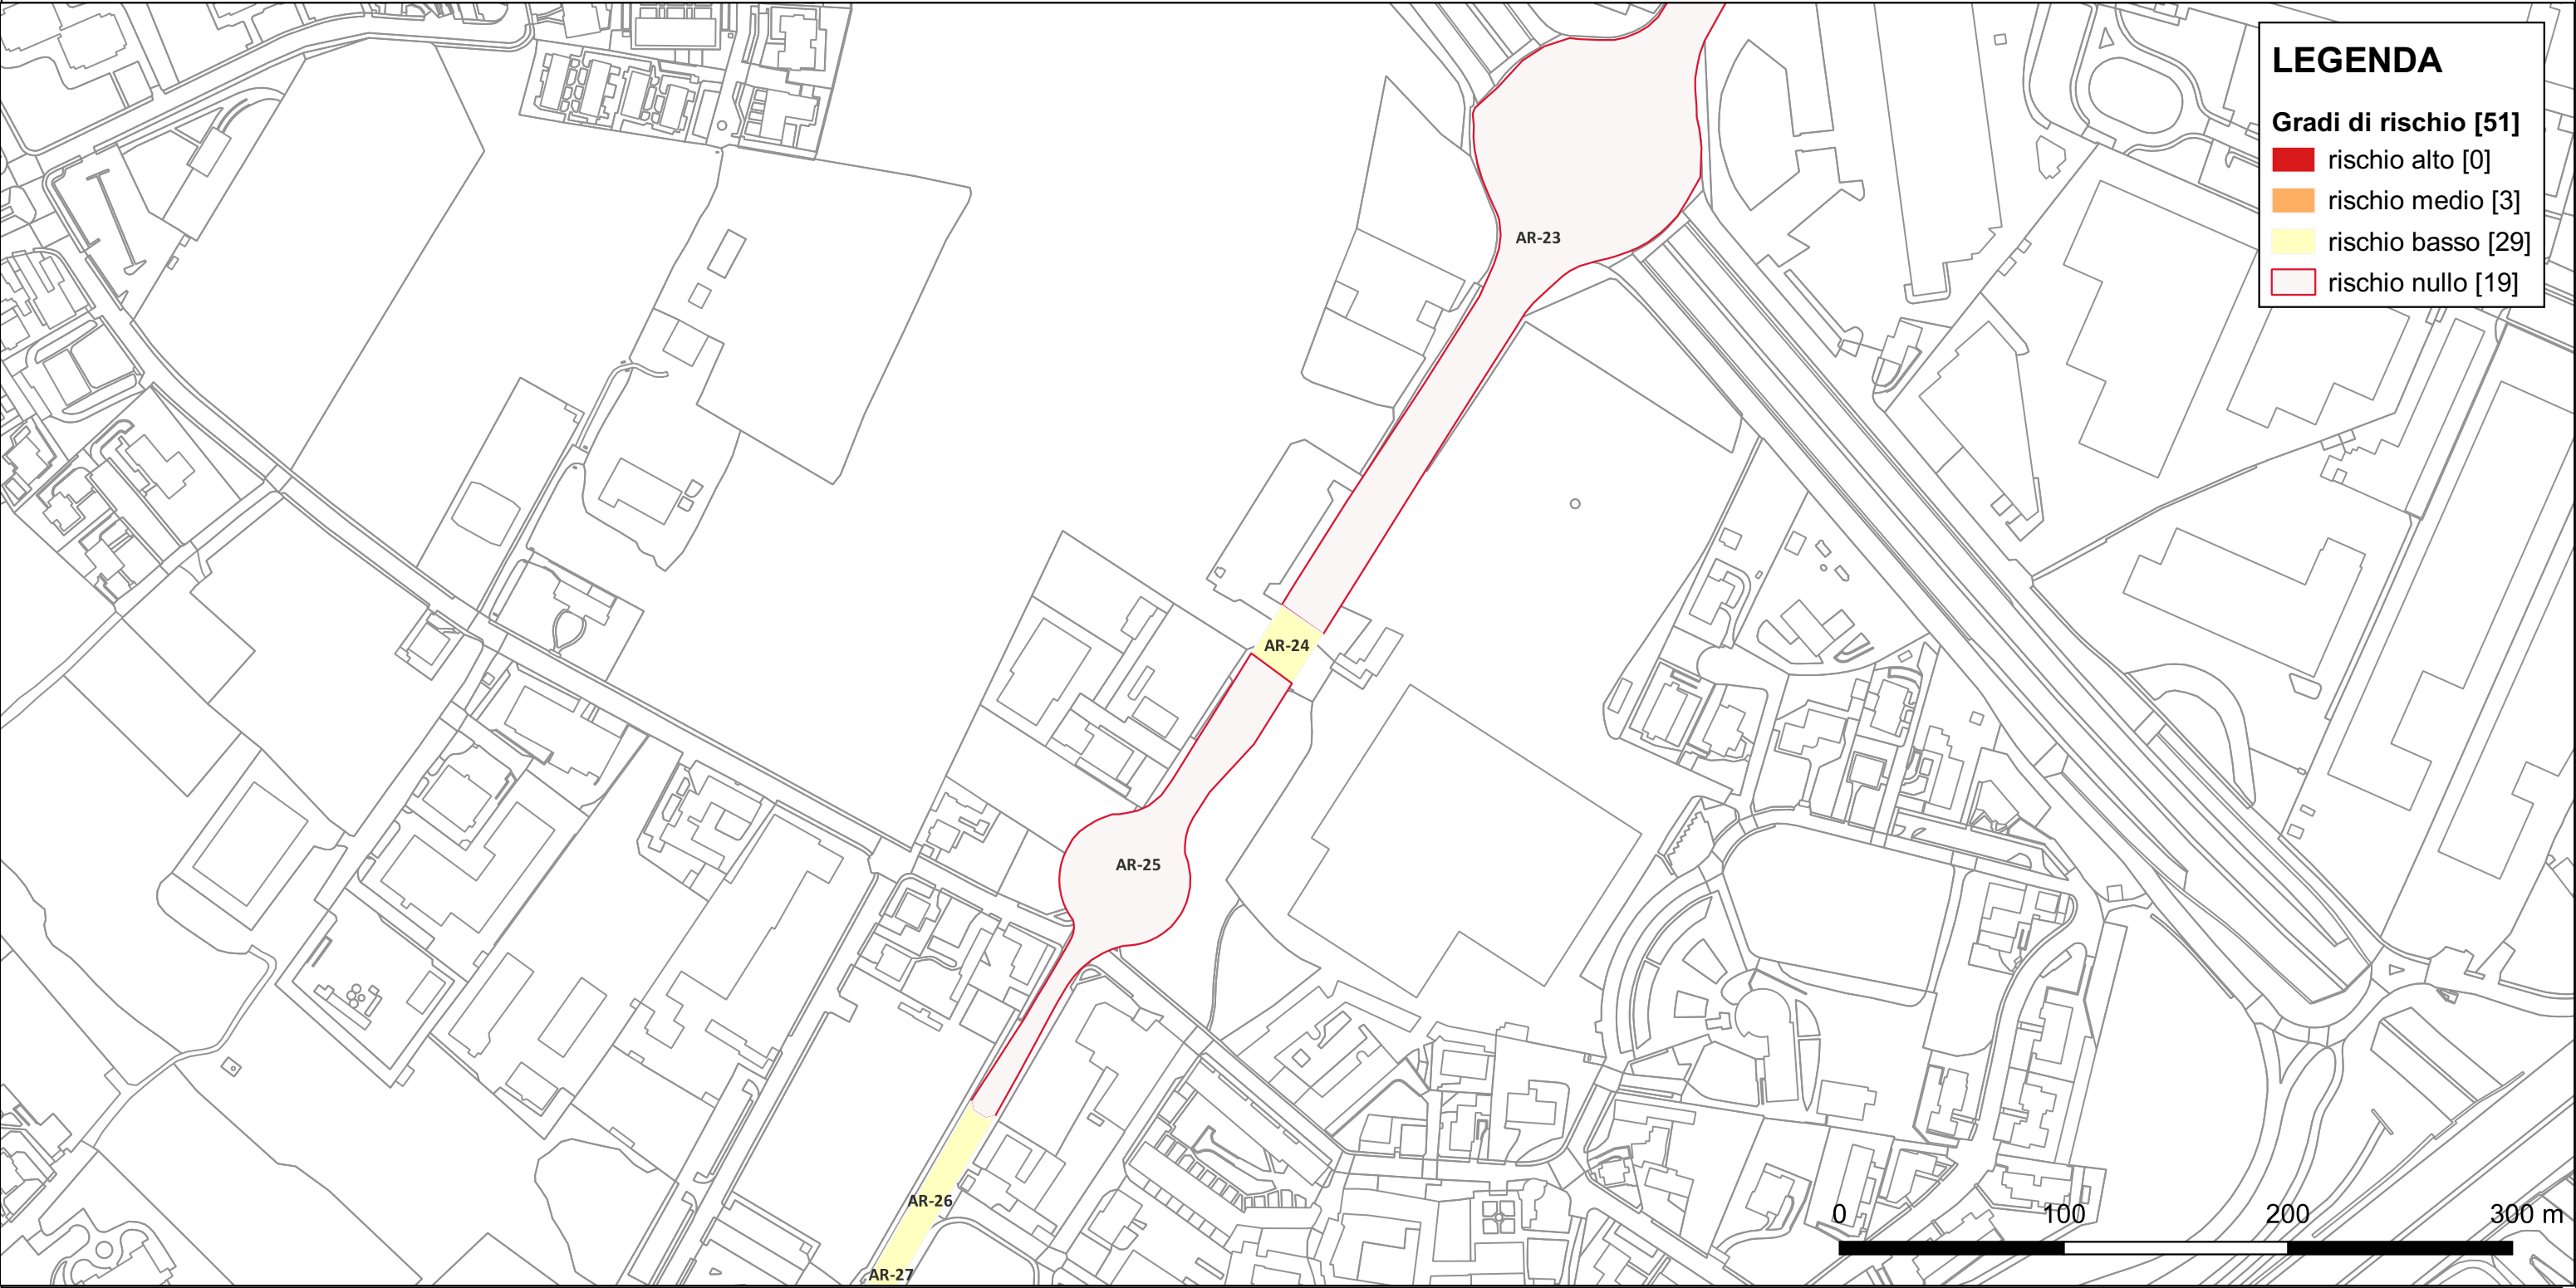 LEGENDA
Gradi di rischio [51]
rischio alto [0]
rischio medio [3]
rischio basso [29]
rischio nullo [19]
AR-23
AR-24
AR-25
AR-26
AR-27
0 100 200 300 m